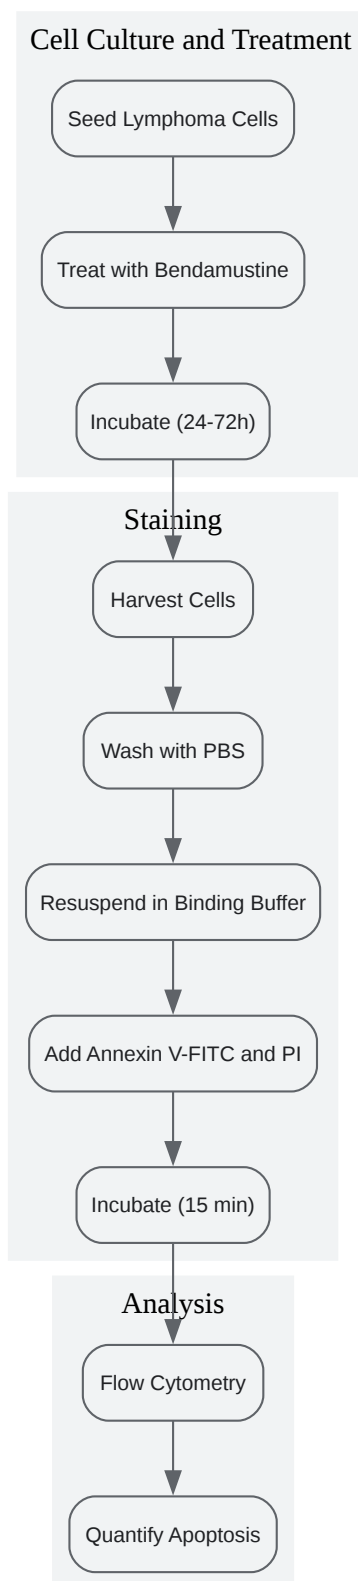 Cell Culture and Treatment
Seed Lymphoma Cells
Treat with Bendamustine
Incubate (24-72h)
Staining
Harvest Cells
Wash with PBS
Resuspend in Binding Buffer
Add Annexin V-FITC and PI
Incubate (15 min)
Analysis
Flow Cytometry
Quantify Apoptosis